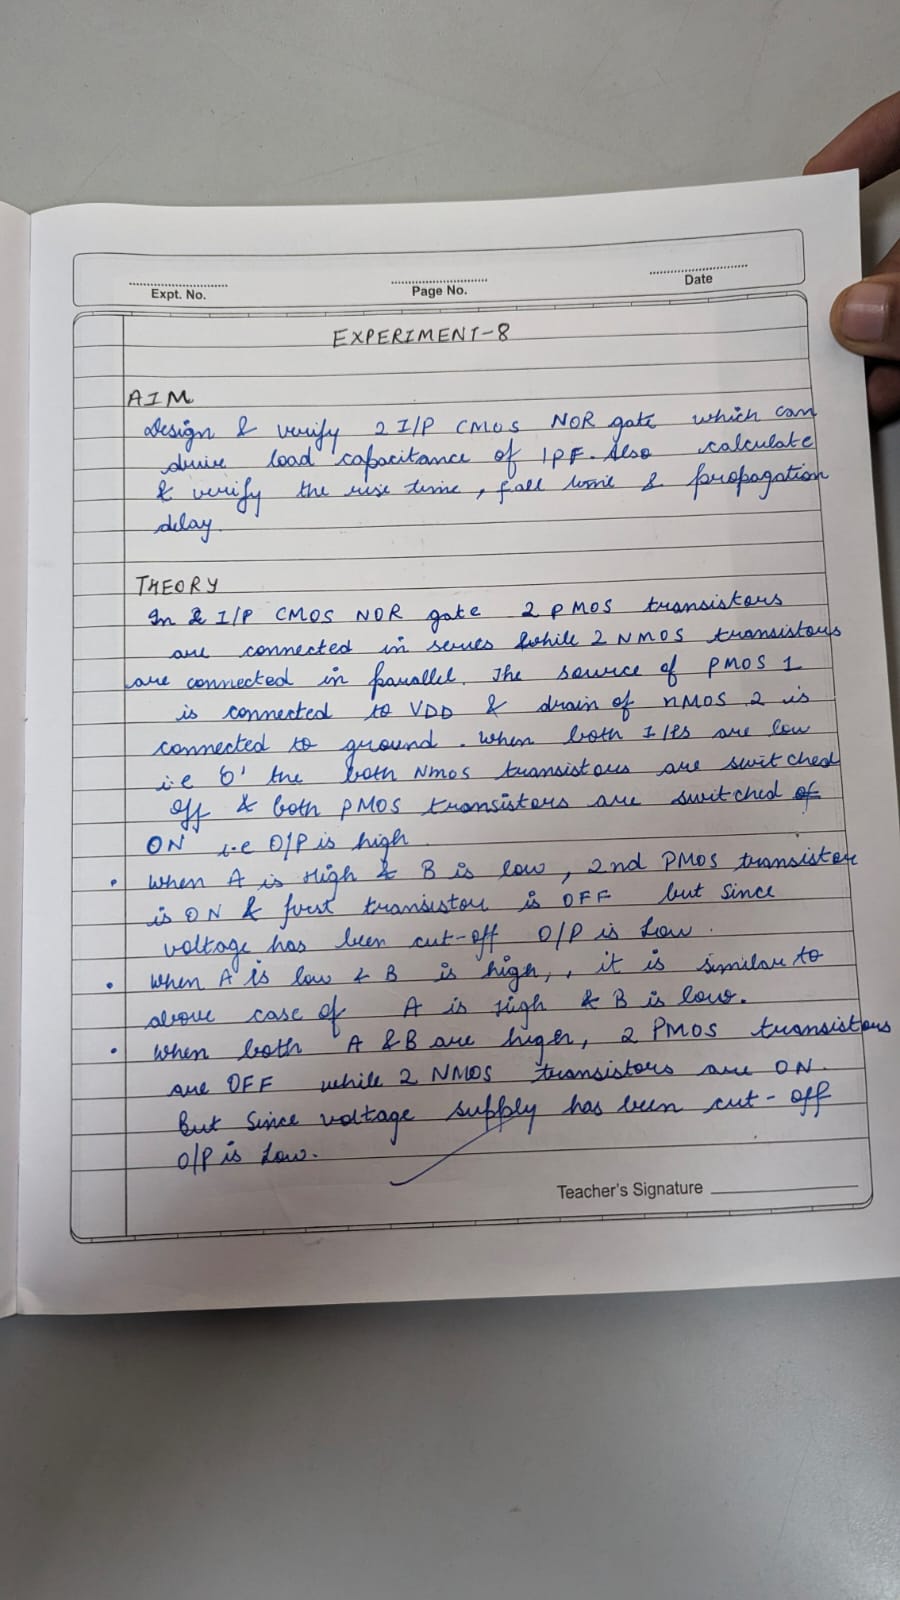 Expt. No.
Page No.
Date
EXPERIMENT-8
AIM
Design & verify 2 I/P CMOS NOR gate which can
drive load capacitance of 1PF. Also calculate
& verify the rise time, fall time & propagation
delay.
THEORY
In 2 I/P CMOS NOR gate 2 PMOS transistors
are connected in series while 2 NMOS transistors
are connected in parallel. The source of PMOS 1
is connected to VDD & drain of nMOS 2 is
connected to ground. When both I/Ps are low
i.e 0' the both Nmos transistors are switched
off & both PMOS transistors are switched of
ON i.e O/P is high
• When A is High & B is low, 2nd PMOS transistor
is ON & first transistor is OFF but since
voltage has been cut-off O/P is Low.
• When A is low & B is high,, it is similar to
above case of A is High & B is low.
• When both A & B are higer, 2 PMOS transistors
are OFF while 2 NMOS transistors are ON.
But Since voltage supply has been cut-off
O/P is Low.
Teacher's Signature